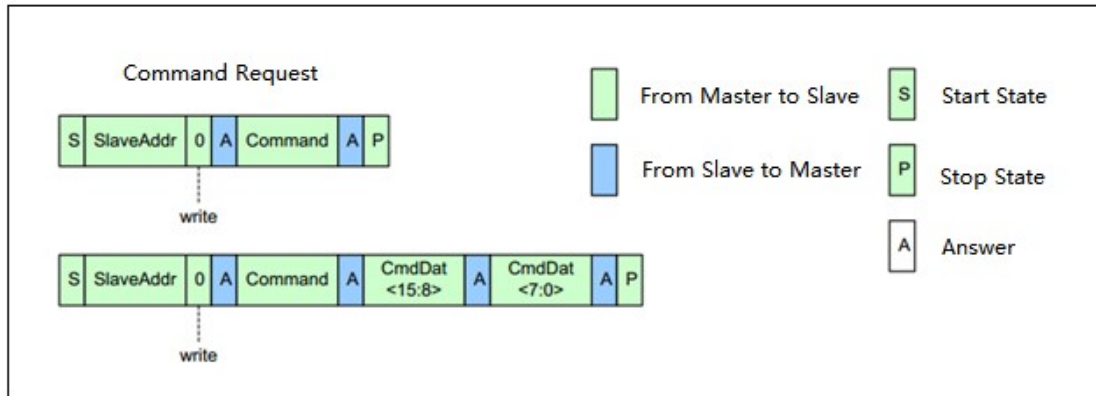 Command Request
S SlaveAddr 0 A Command A P
write
S SlaveAddr 0 A Command A CmdDat <15:8> A CmdDat <7:0> A P
write
From Master to Slave
From Slave to Master
S Start State
P Stop State
A Answer